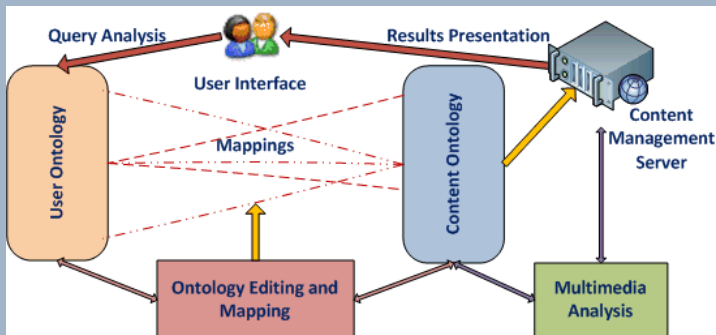 Query Analysis
Results Presentation
User Interface
User Ontology
Mappings
Content Ontology
Content
Management
Server
Ontology Editing and
Mapping
Multimedia
Analysis